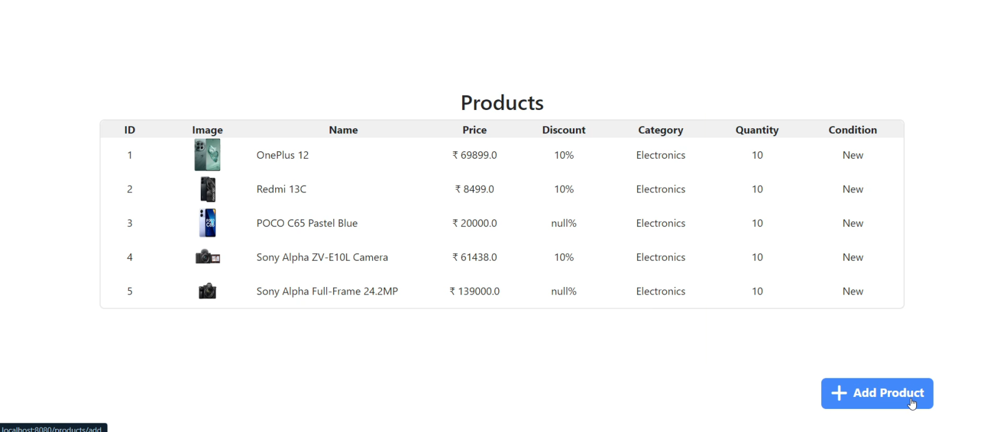 Products
ID Image Name Price Discount Category Quantity Condition
1 OnePlus 12 ₹ 69899.0 10% Electronics 10 New
2 Redmi 13C ₹ 8499.0 10% Electronics 10 New
3 POCO C65 POCO C65 Pastel Blue ₹ 20000.0 null% Electronics 10 New
4 Sony Alpha ZV-E10L Camera ₹ 61438.0 10% Electronics 10 New
5 Sony Alpha Full-Frame 24.2MP ₹ 139000.0 null% Electronics 10 New
Add Product
localhost:8080/products/add